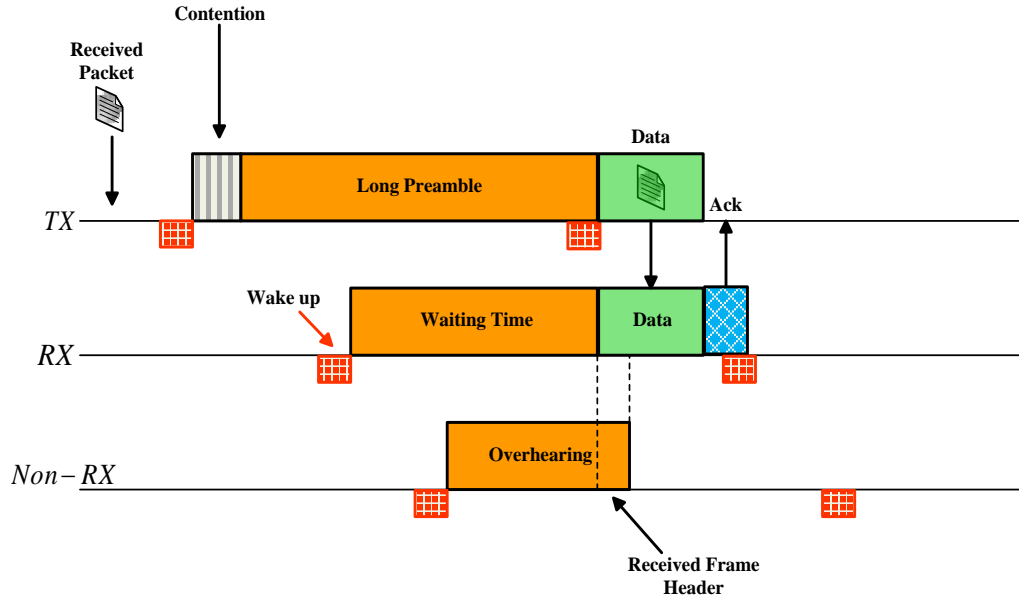 Contention
Received
Packet
Data
Long Preamble
Ack
TX
Wake up
Waiting Time
Data
RX
Overhearing
Non-RX
Received Frame
Header